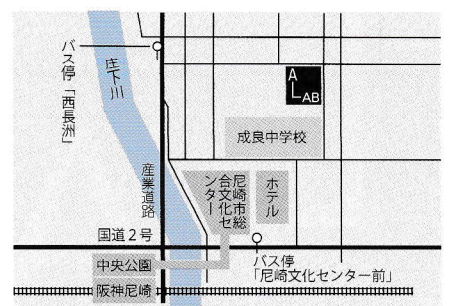 バス停「西長洲」
庄下川
A
AB
成良中学校
産業道路
尼崎市総
合文化セ
ンター
ホテル
国道2号
中央公園
バス停
「尼崎文化センター前」
阪神尼崎